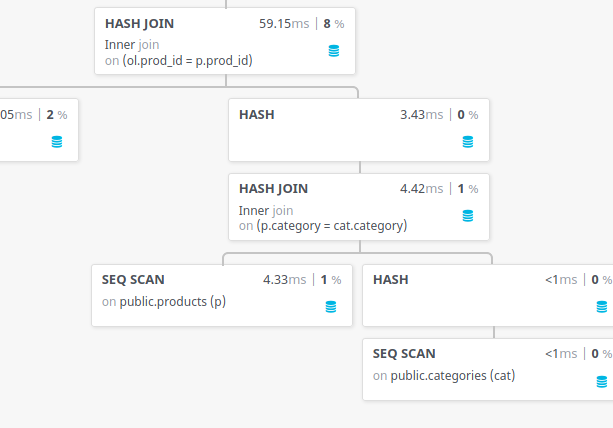 HASH JOIN 59.15ms | 8 %
Inner join
on (ol.prod_id = p.prod_id)
05ms | 2 %
HASH 3.43ms | 0 %
HASH JOIN 4.42ms | 1 %
Inner join
on (p.category = cat.category)
SEQ SCAN 4.33ms | 1 %
on public.products (p)
HASH <1ms | 0 %
SEQ SCAN <1ms | 0 %
on public.categories (cat)